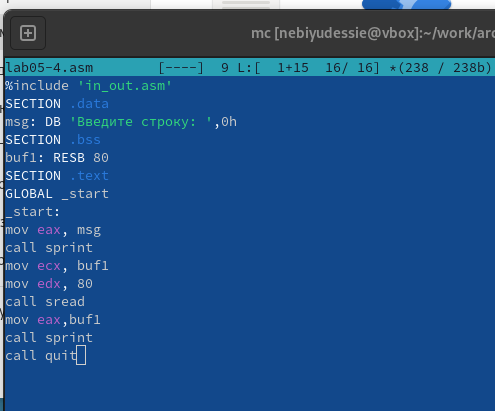 mc [nebiyudessie@vbox]:~/work/arc
lab05-4.asm [----] 9 L:[ 1+15 16/ 16] *(238 / 238b)
%include 'in_out.asm'
SECTION .data
msg: DB 'Введите строку: ',0h
SECTION .bss
buf1: RESB 80
SECTION .text
GLOBAL _start
_start:
mov eax, msg
call sprint
mov ecx, buf1
mov edx, 80
call sread
mov eax,buf1
call sprint
call quit